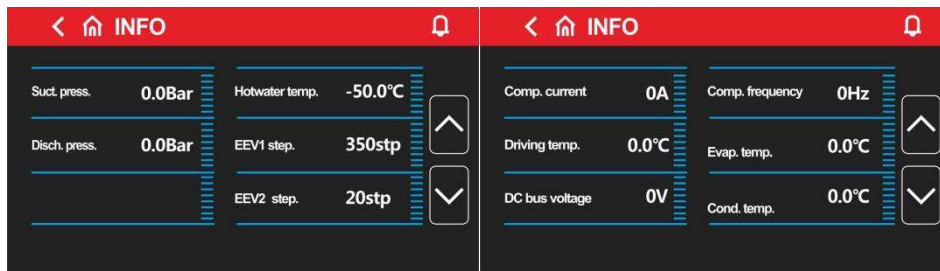 INFO
Suct. press. 0.0Bar
Disch. press. 0.0Bar
Hotwater temp. -50.0℃
EEV1 step. 350stp
EEV2 step. 20stp
INFO
Comp. current 0A
Driving temp. 0.0℃
DC bus voltage 0V
Comp. frequency 0Hz
Evap. temp. 0.0℃
Cond. temp. 0.0℃